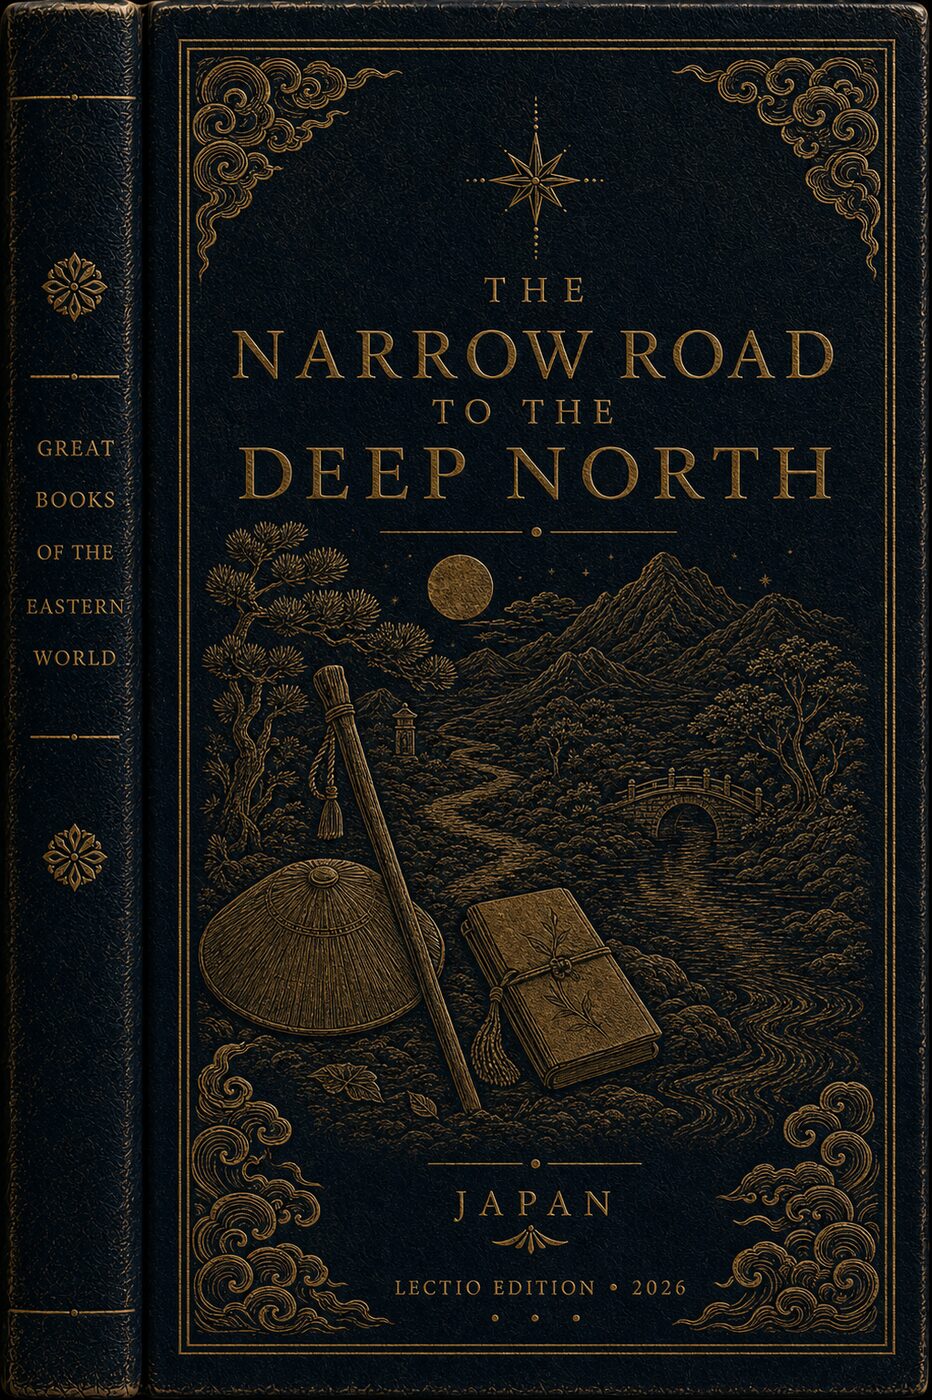 GREAT
BOOKS
OF THE
EASTERN
WORLD
THE
NARROW ROAD
TO THE
DEEP NORTH
JAPAN
LECTIO EDITION • 2026